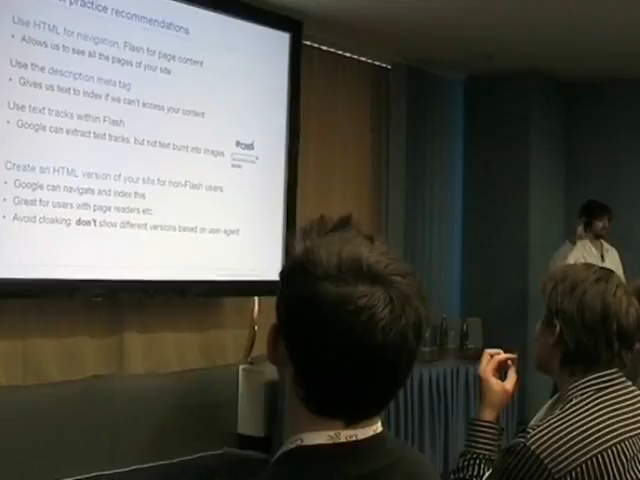 practice recommendations
Use HTML for navigation, Flash for page content
• Allows us to see all the pages of your site
Use the description meta tag
• Gives us text to index if we can't access your content
Use text tracks within Flash
• Google can extract text tracks, but not text burnt into images
Create an HTML version of your site for non-Flash users
• Google can navigate and index this
• Great for users with page readers etc.
• Avoid cloaking: don't show different versions based on user-agent